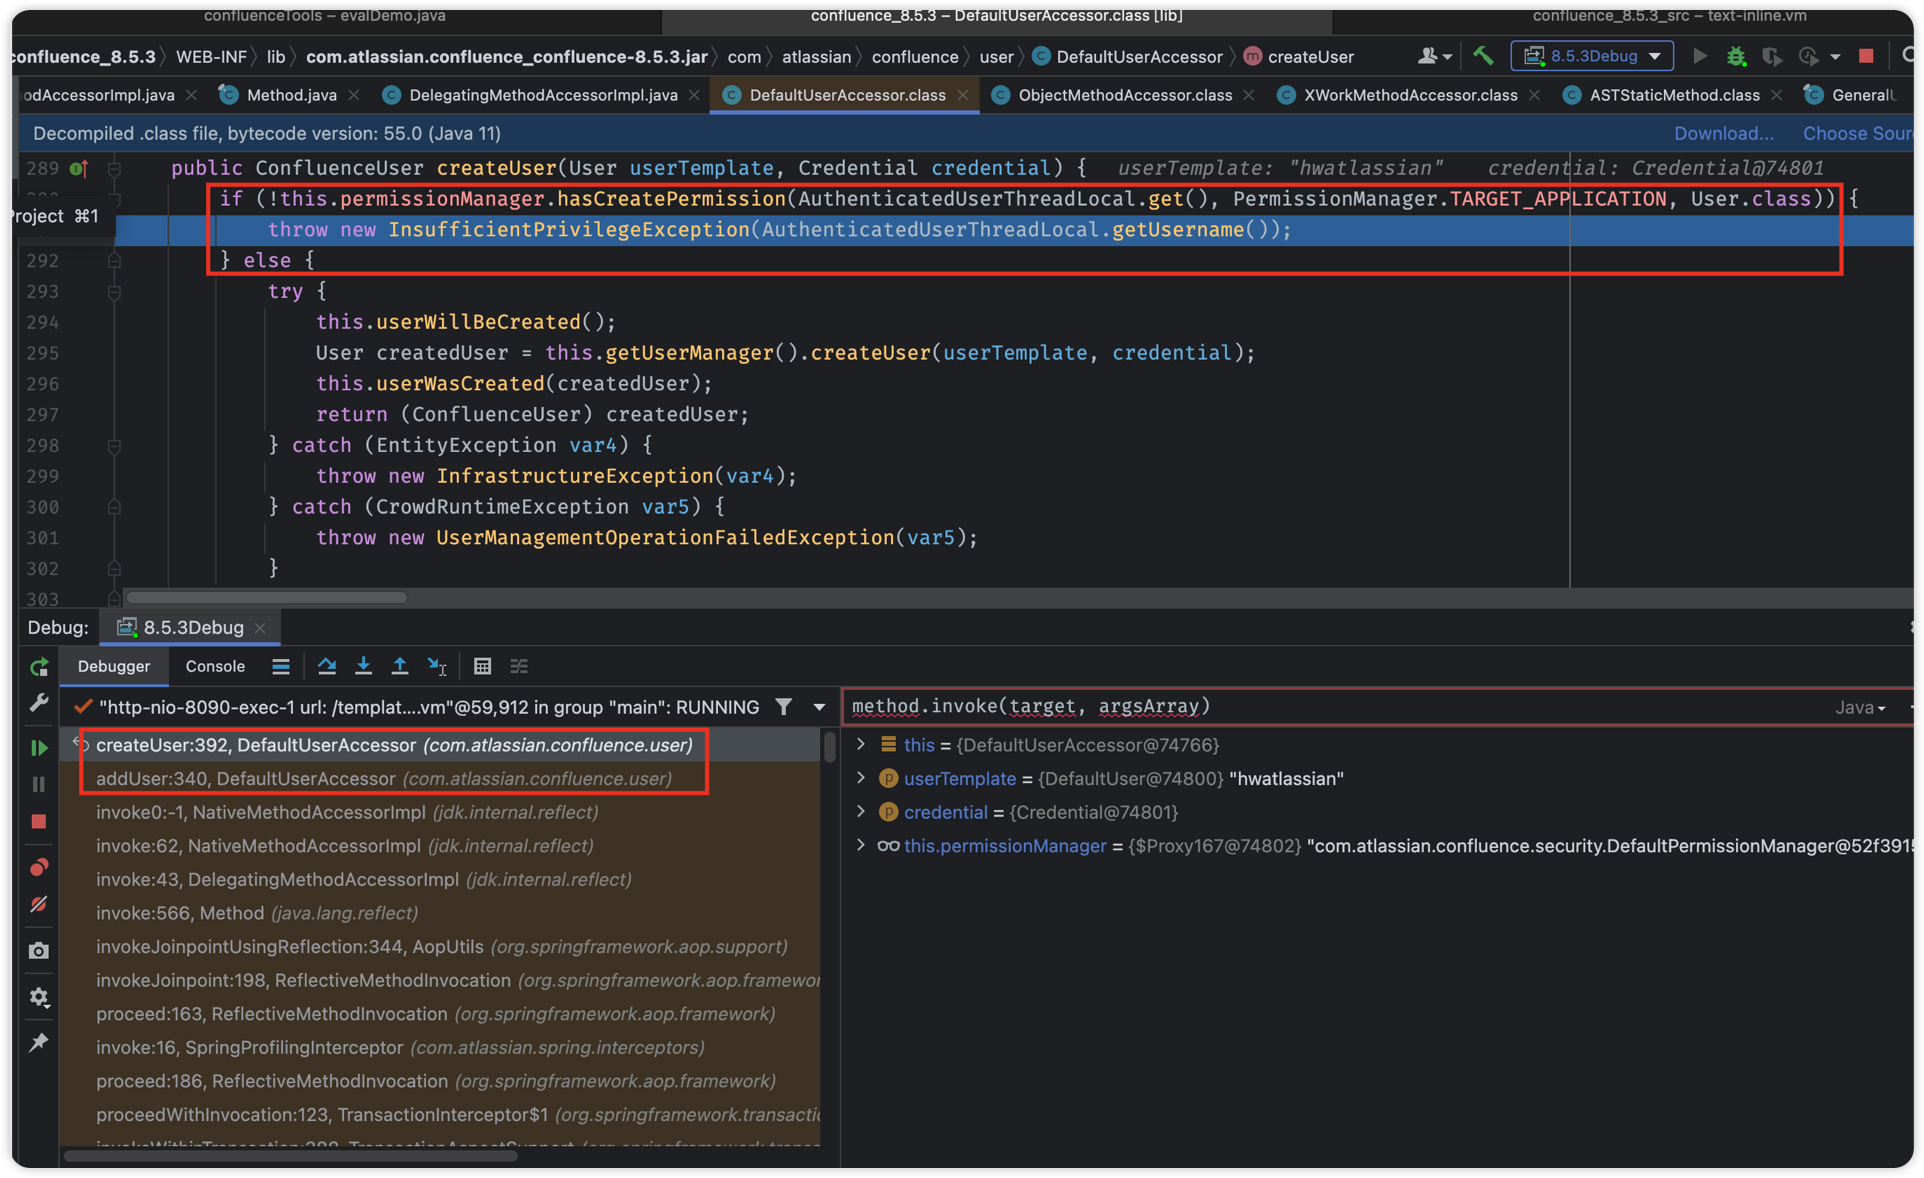 confluenceTools – evalDemo.java
confluence_8.5.3 – DefaultUserAccessor.class [lib]
confluence_8.5.3_src – text-inline.vm
confluence_8.5.3 WEB-INF lib com.atlassian.confluence_confluence-8.5.3.jar com atlassian confluence user DefaultUserAccessor createUser 8.5.3Debug
odAccessorImpl.java Method.java DelegatingMethodAccessorImpl.java DefaultUserAccessor.class ObjectMethodAccessor.class XWorkMethodAccessor.class ASTStaticMethod.class GeneralU
Decompiled .class file, bytecode version: 55.0 (Java 11) Download... Choose Sour
289 public ConfluenceUser createUser(User userTemplate, Credential credential) { userTemplate: "hwatlassian" credential: Credential@74801
if (!this.permissionManager.hasCreatePermission(AuthenticatedUserThreadLocal.get(), PermissionManager.TARGET_APPLICATION, User.class)) {
Project ⌘1
throw new InsufficientPrivilegeException(AuthenticatedUserThreadLocal.getUsername());
292 } else {
293 try {
294 this.userWillBeCreated();
295 User createdUser = this.getUserManager().createUser(userTemplate, credential);
296 this.userWasCreated(createdUser);
297 return (ConfluenceUser) createdUser;
298 } catch (EntityException var4) {
299 throw new InfrastructureException(var4);
300 } catch (CrowdRuntimeException var5) {
301 throw new UserManagementOperationFailedException(var5);
302 }
303
Debug: 8.5.3Debug
Debugger Console
"http-nio-8090-exec-1 url: /templat....vm"@59,912 in group "main": RUNNING
createUser:392, DefaultUserAccessor (com.atlassian.confluence.user)
addUser:340, DefaultUserAccessor (com.atlassian.confluence.user)
invoke0:-1, NativeMethodAccessorImpl (jdk.internal.reflect)
invoke:62, NativeMethodAccessorImpl (jdk.internal.reflect)
invoke:43, DelegatingMethodAccessorImpl (jdk.internal.reflect)
invoke:566, Method (java.lang.reflect)
invokeJoinpointUsingReflection:344, AopUtils (org.springframework.aop.support)
invokeJoinpoint:198, ReflectiveMethodInvocation (org.springframework.aop.framewor
proceed:163, ReflectiveMethodInvocation (org.springframework.aop.framework)
invoke:16, SpringProfilingInterceptor (com.atlassian.spring.interceptors)
proceed:186, ReflectiveMethodInvocation (org.springframework.aop.framework)
proceedWithInvocation:123, TransactionInterceptor$1 (org.springframework.transactio
method.invoke(target, argsArray) Java
this = {DefaultUserAccessor@74766}
userTemplate = {DefaultUser@74800} "hwatlassian"
credential = {Credential@74801}
this.permissionManager = {$Proxy167@74802} "com.atlassian.confluence.security.DefaultPermissionManager@52f391